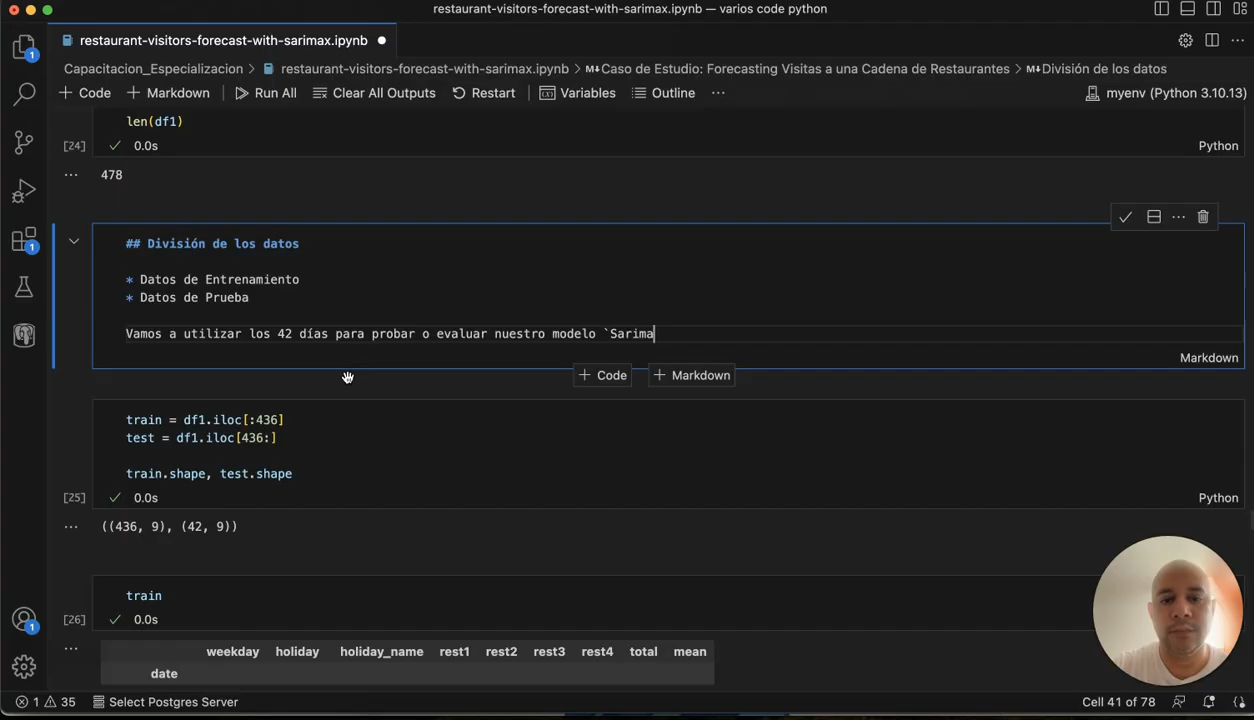 restaurant-visitors-forecast-with-sarimax.ipynb — varios code python
restaurant-visitors-forecast-with-sarimax.ipynb
Capacitacion_Especializacion > restaurant-visitors-forecast-with-sarimax.ipynb > M↓Caso de Estudio: Forecasting Visitas a una Cadena de Restaurantes > M↓División de los datos
+ Code + Markdown Run All Clear All Outputs Restart Variables Outline ··· myenv (Python 3.10.13)
len(df1)
[24] ✓ 0.0s Python
··· 478
## División de los datos
* Datos de Entrenamiento
* Datos de Prueba
Vamos a utilizar los 42 días para probar o evaluar nuestro modelo `Sarima
Markdown
+ Code + Markdown
train = df1.iloc[:436]
test = df1.iloc[436:]
train.shape, test.shape
[25] ✓ 0.0s Python
··· ((436, 9), (42, 9))
train
[26] ✓ 0.0s
··· weekday holiday holiday_name rest1 rest2 rest3 rest4 total mean
date
1
1
1
1 35 Select Postgres Server Cell 41 of 78